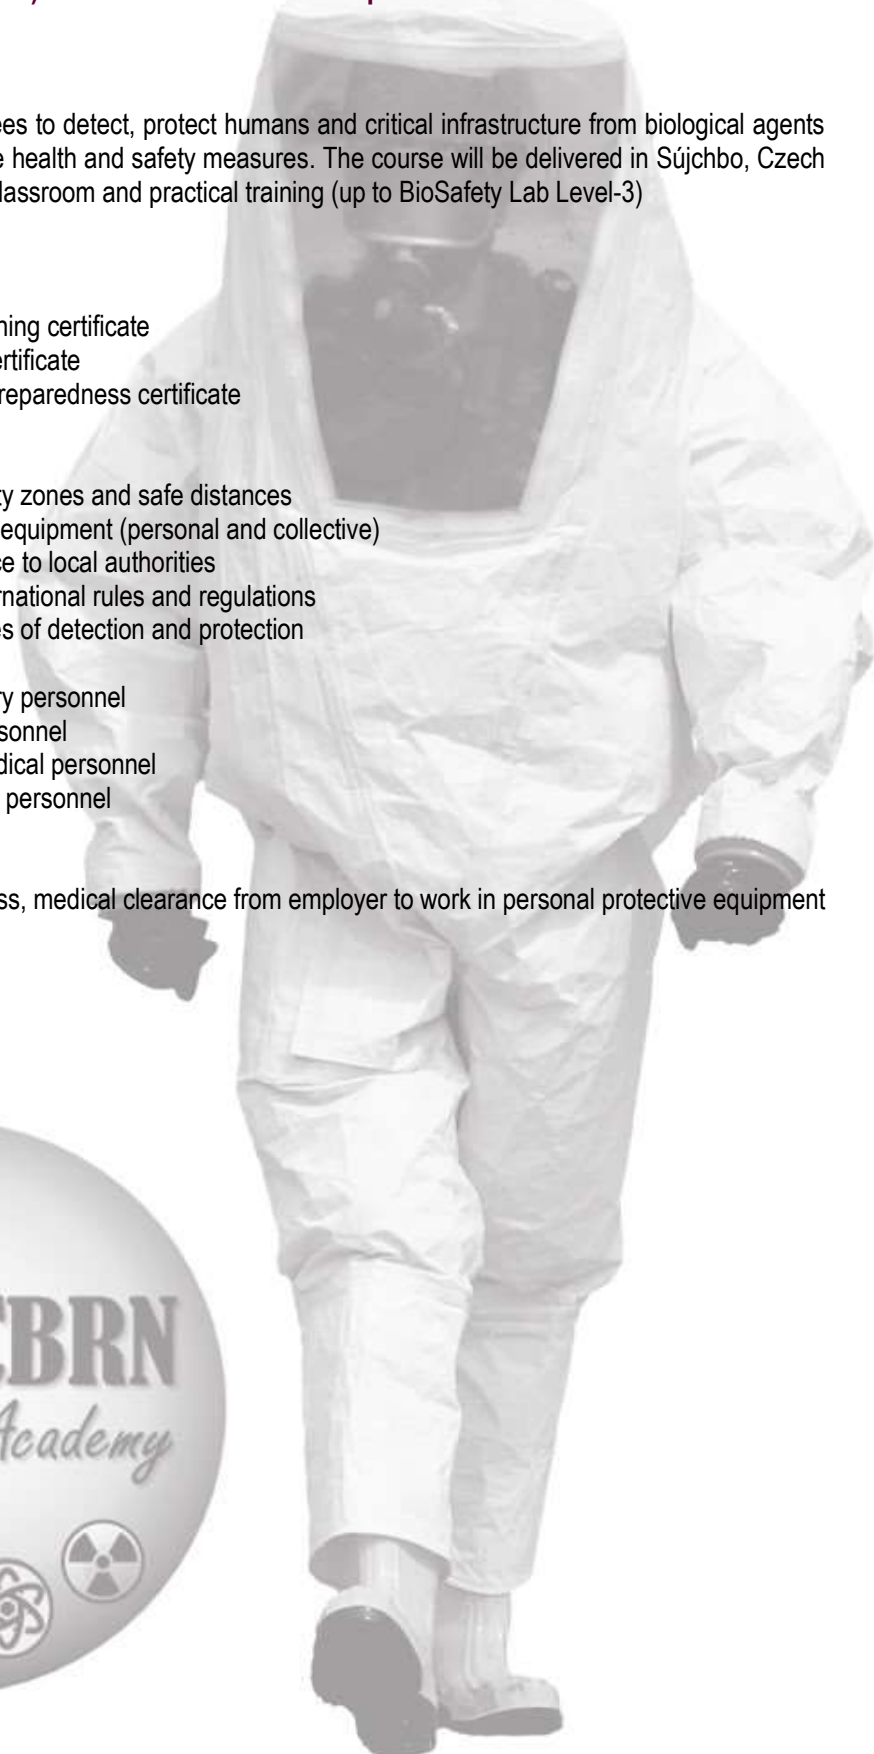 ees to detect, protect humans and critical infrastructure from biological agents
e health and safety measures. The course will be delivered in Sújchbo, Czech
lassroom and practical training (up to BioSafety Lab Level-3)
ning certificate
ertificate
reparedness certificate
ty zones and safe distances
equipment (personal and collective)
ce to local authorities
rnational rules and regulations
es of detection and protection
ry personnel
sonnel
dical personnel
personnel
ss, medical clearance from employer to work in personal protective equipment
CBRN
Academy